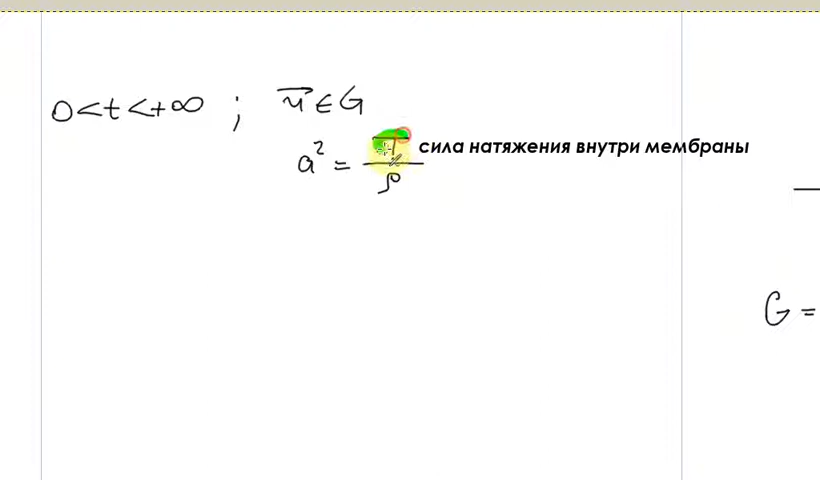 0 < t < +∞ ; r⃗ ∈ G
a² = T/ρ сила натяжения внутри мембраны
G =